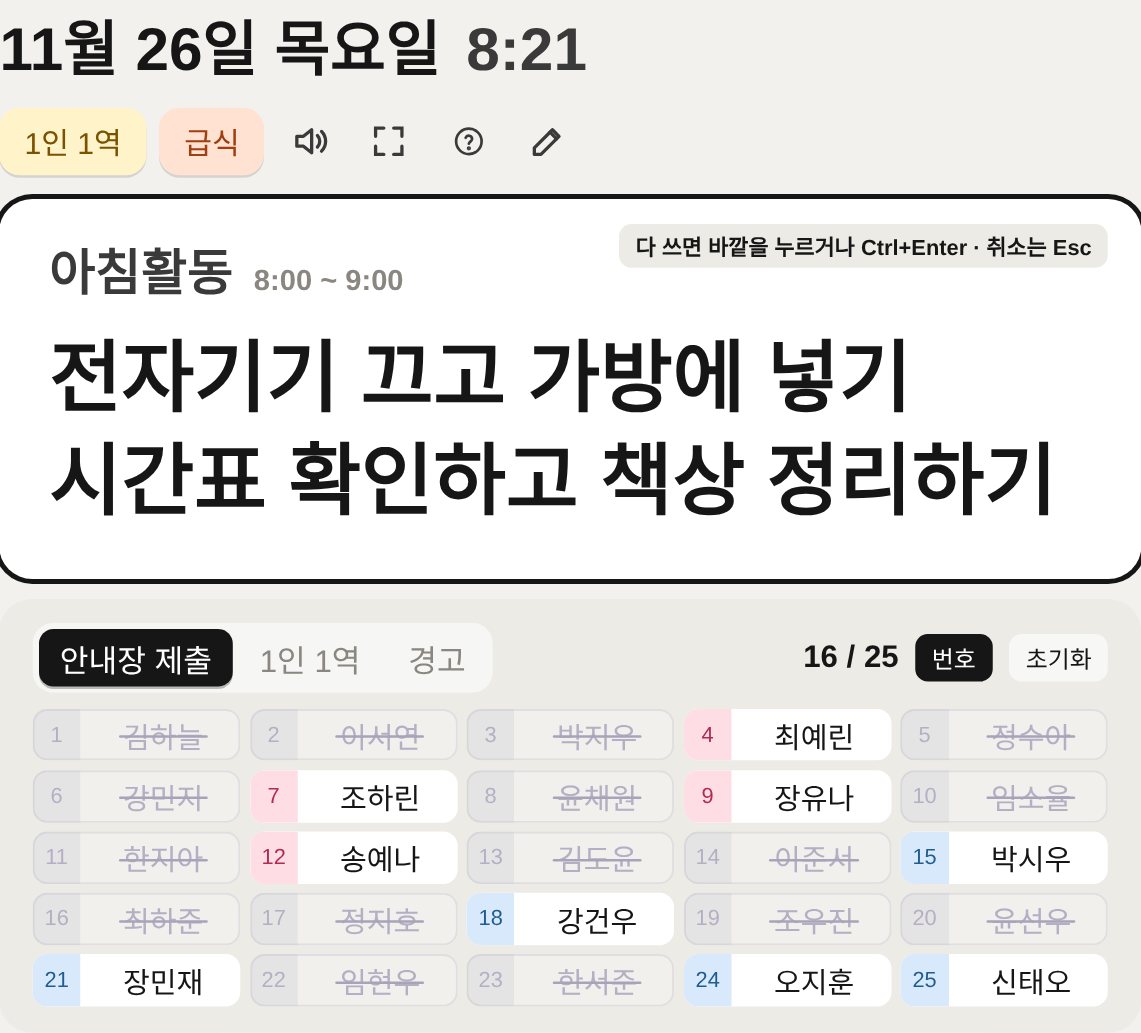 11월 26일 목요일 8:21
1인 1역 급식
다 쓰면 바깥을 누르거나 Ctrl+Enter · 취소는 Esc
아침활동 8:00 ~ 9:00
전자기기 끄고 가방에 넣기
시간표 확인하고 책상 정리하기
안내장 제출 1인 1역 경고 16 / 25 번호 초기화
1 김하늘 2 이서연 3 박지우 4 최예린 5 정수아
6 강민지 7 조하린 8 윤채원 9 장유나 10 임소율
11 한지아 12 송예나 13 김도윤 14 이준서 15 박시우
16 최하준 17 정지호 18 강건우 19 조우진 20 윤선우
21 장민재 22 임현우 23 한서준 24 오지훈 25 신태오